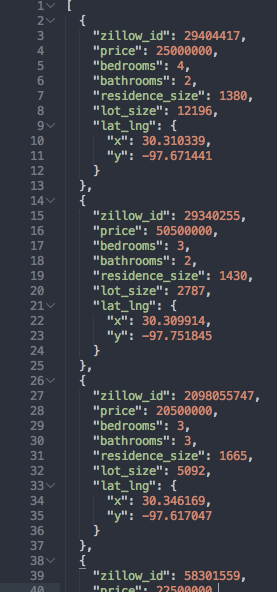 1 [
2 {
3 "zillow_id": 29404417,
4 "price": 25000000,
5 "bedrooms": 4,
6 "bathrooms": 2,
7 "residence_size": 1380,
8 "lot_size": 12196,
9 "lat_lng": {
10 "x": 30.310339,
11 "y": -97.671441
12 }
13 },
14 {
15 "zillow_id": 29340255,
16 "price": 50500000,
17 "bedrooms": 3,
18 "bathrooms": 2,
19 "residence_size": 1430,
20 "lot_size": 2787,
21 "lat_lng": {
22 "x": 30.309914,
23 "y": -97.751845
24 }
25 },
26 {
27 "zillow_id": 2098055747,
28 "price": 20500000,
29 "bedrooms": 3,
30 "bathrooms": 3,
31 "residence_size": 1665,
32 "lot_size": 5092,
33 "lat_lng": {
34 "x": 30.346169,
35 "y": -97.617047
36 }
37 },
38 {
39 "zillow_id": 58301559,
40 "price": 22500000,